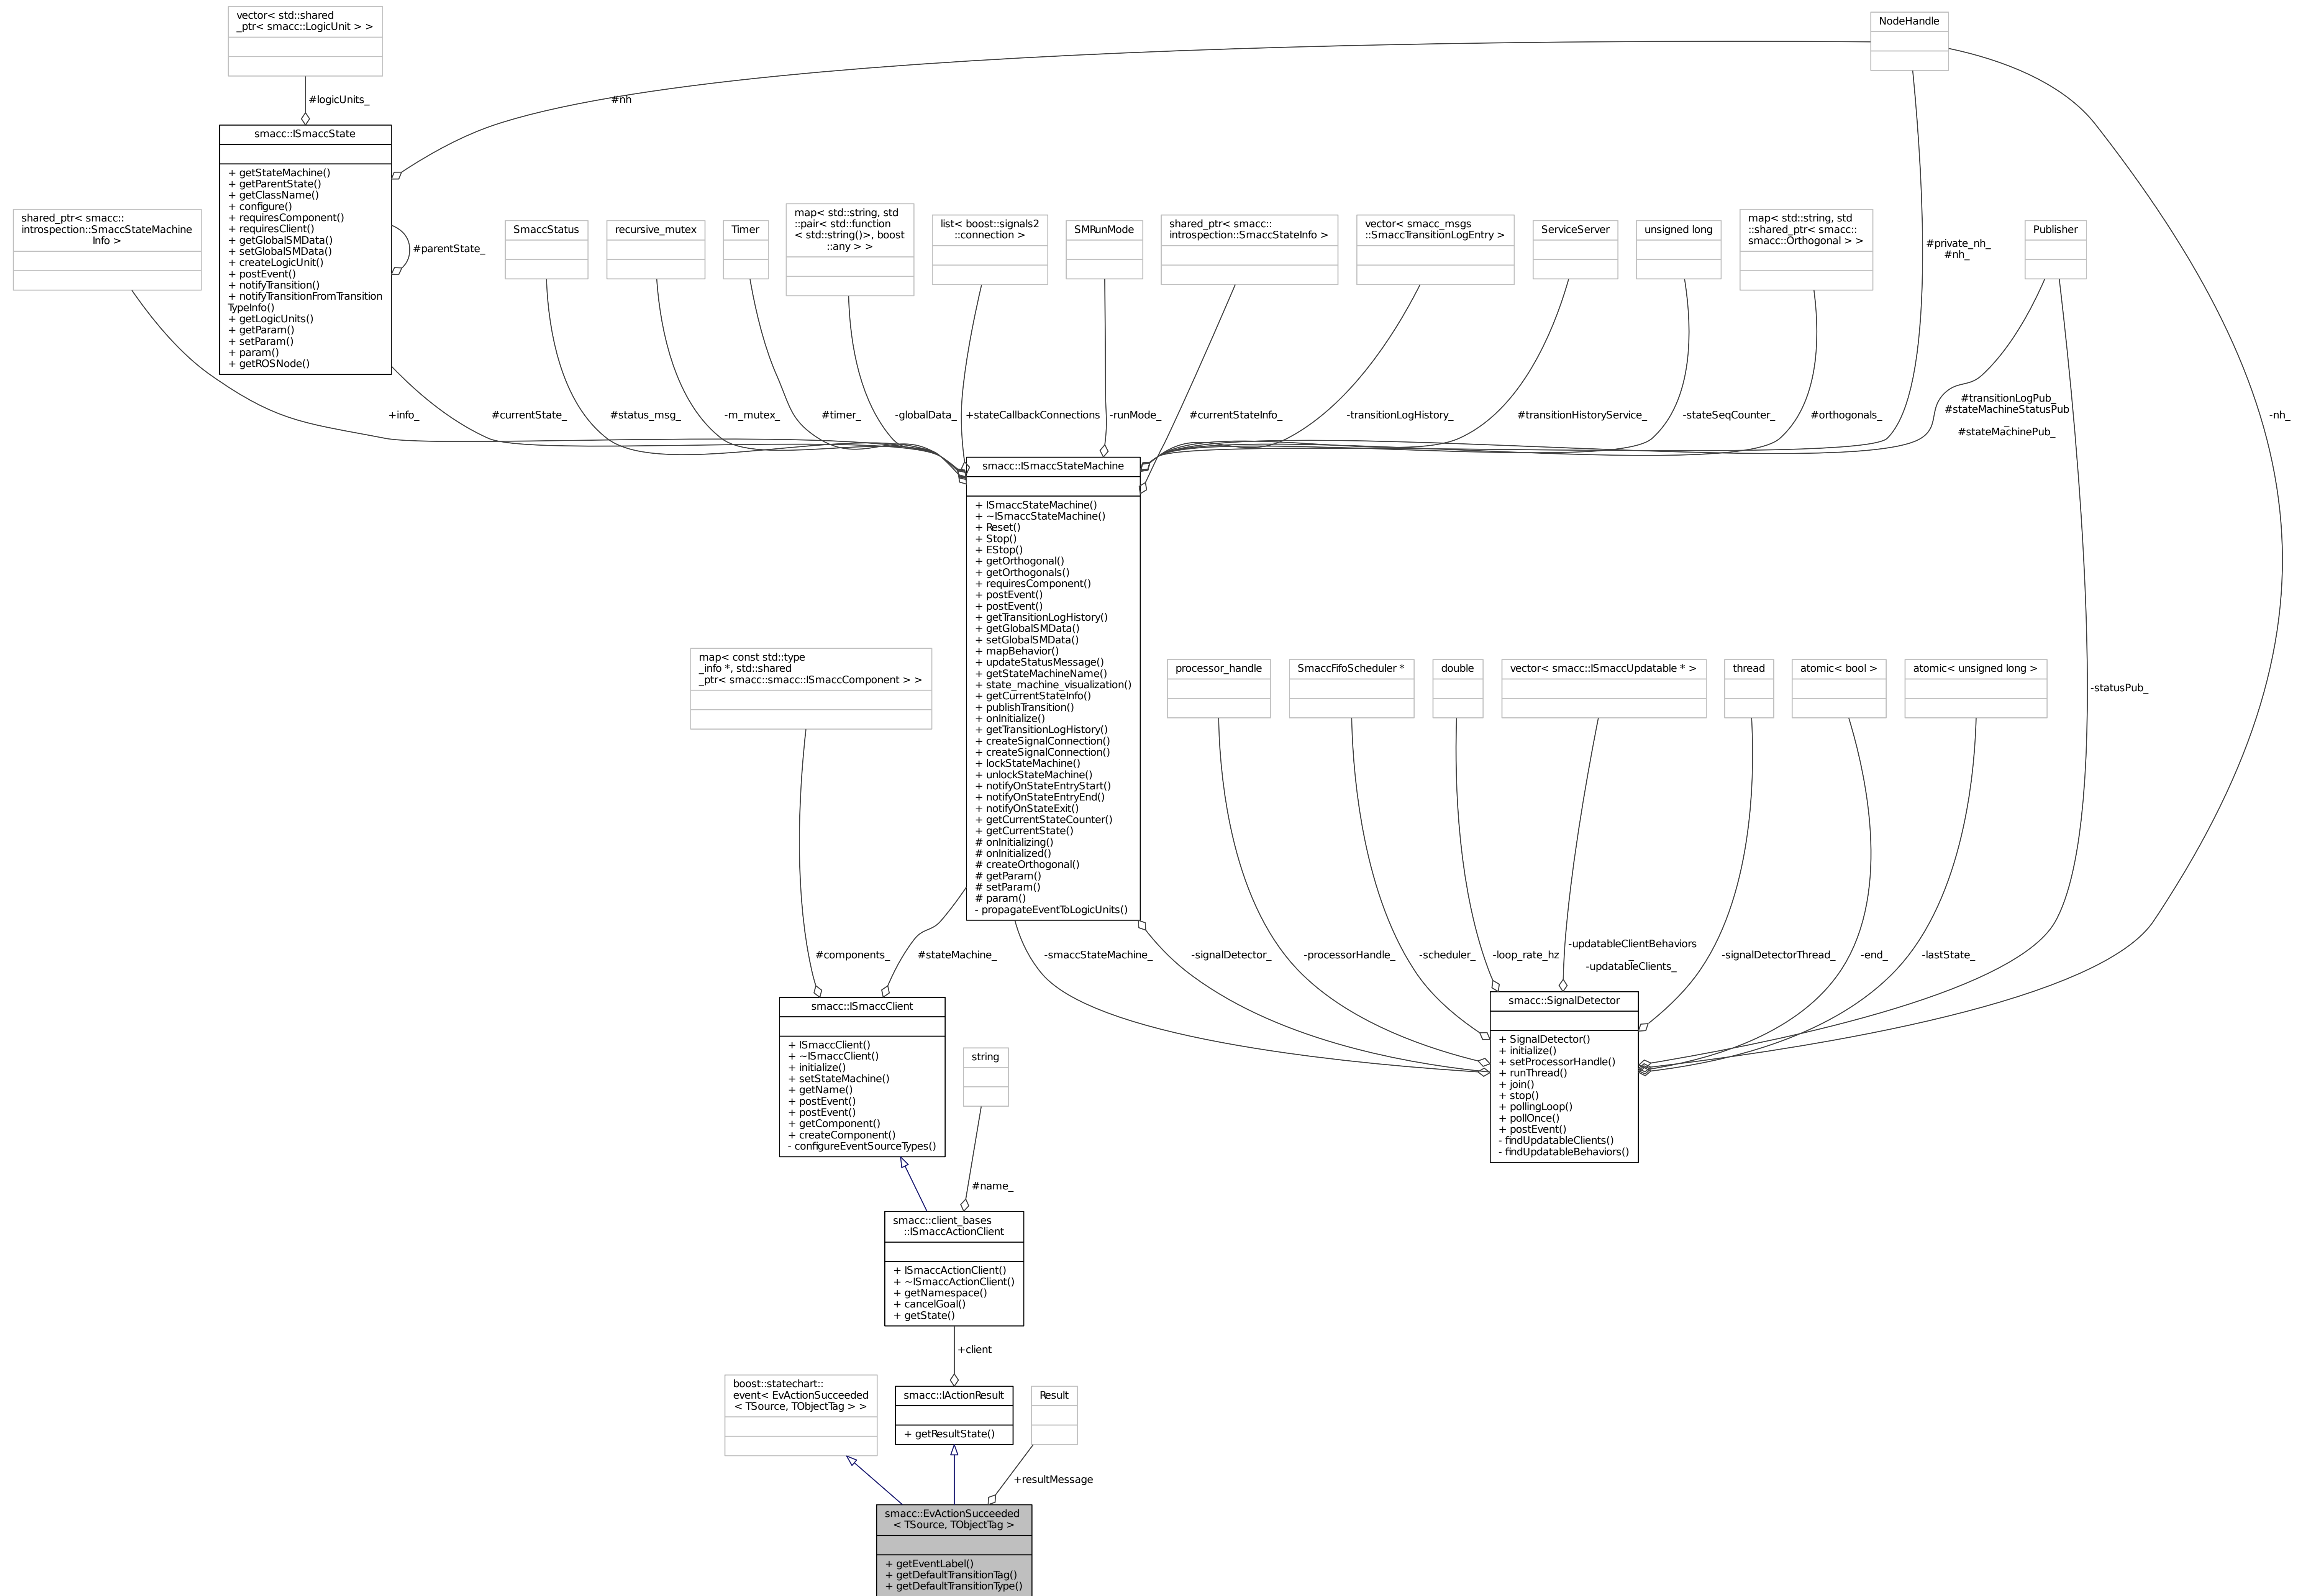 vector< std::shared
_ptr< smacc::LogicUnit > >
NodeHandle
#logicUnits_
#nh
smacc::ISmaccState
+ getStateMachine()
+ getParentState()
+ getClassName()
+ configure()
+ requiresComponent()
+ requiresClient()
+ getGlobalSMData()
+ setGlobalSMData()
+ createLogicUnit()
+ postEvent()
+ notifyTransition()
+ notifyTransitionFromTransition
TypeInfo()
+ getLogicUnits()
+ getParam()
+ setParam()
+ param()
+ getROSNode()
#parentState_
shared_ptr< smacc::
introspection::SmaccStateMachine
Info >
SmaccStatus
recursive_mutex
Timer
map< std::string, std
::pair< std::function
< std::string()>, boost
::any > >
list< boost::signals2
::connection >
SMRunMode
shared_ptr< smacc::
introspection::SmaccStateInfo >
vector< smacc_msgs
::SmaccTransitionLogEntry >
ServiceServer
unsigned long
map< std::string, std
::shared_ptr< smacc::
smacc::Orthogonal > >
#private_nh_
#nh_
Publisher
+info_
#currentState_
#status_msg_
-m_mutex_
#timer_
-globalData_
+stateCallbackConnections
-runMode_
#currentStateInfo_
-transitionLogHistory_
#transitionHistoryService_
-stateSeqCounter_
#orthogonals_
#transitionLogPub_
#stateMachineStatusPub
_
#stateMachinePub_
-nh_
smacc::ISmaccStateMachine
+ ISmaccStateMachine()
+ ~ISmaccStateMachine()
+ Reset()
+ Stop()
+ EStop()
+ getOrthogonal()
+ getOrthogonals()
+ requiresComponent()
+ postEvent()
+ postEvent()
+ getTransitionLogHistory()
+ getGlobalSMData()
+ setGlobalSMData()
+ mapBehavior()
+ updateStatusMessage()
+ getStateMachineName()
+ state_machine_visualization()
+ getCurrentStateInfo()
+ publishTransition()
+ onInitialize()
+ getTransitionLogHistory()
+ createSignalConnection()
+ createSignalConnection()
+ lockStateMachine()
+ unlockStateMachine()
+ notifyOnStateEntryStart()
+ notifyOnStateEntryEnd()
+ notifyOnStateExit()
+ getCurrentStateCounter()
+ getCurrentState()
# onInitializing()
# onInitialized()
# createOrthogonal()
# getParam()
# setParam()
# param()
- propagateEventToLogicUnits()
map< const std::type
_info *, std::shared
_ptr< smacc::smacc::ISmaccComponent > >
processor_handle
SmaccFifoScheduler *
double
vector< smacc::ISmaccUpdatable * >
thread
atomic< bool >
atomic< unsigned long >
-statusPub_
#components_
#stateMachine_
-smaccStateMachine_
-signalDetector_
-processorHandle_
-scheduler_
-loop_rate_hz
-updatableClientBehaviors
_
-updatableClients_
-signalDetectorThread_
-end_
-lastState_
smacc::ISmaccClient
+ ISmaccClient()
+ ~ISmaccClient()
+ initialize()
+ setStateMachine()
+ getName()
+ postEvent()
+ postEvent()
+ getComponent()
+ createComponent()
- configureEventSourceTypes()
string
smacc::SignalDetector
+ SignalDetector()
+ initialize()
+ setProcessorHandle()
+ runThread()
+ join()
+ stop()
+ pollingLoop()
+ pollOnce()
+ postEvent()
- findUpdatableClients()
- findUpdatableBehaviors()
#name_
smacc::client_bases
::ISmaccActionClient
+ ISmaccActionClient()
+ ~ISmaccActionClient()
+ getNamespace()
+ cancelGoal()
+ getState()
+client
boost::statechart::
event< EvActionSucceeded
< TSource, TObjectTag > >
smacc::IActionResult
+ getResultState()
Result
+resultMessage
smacc::EvActionSucceeded
< TSource, TObjectTag >
+ getEventLabel()
+ getDefaultTransitionTag()
+ getDefaultTransitionType()